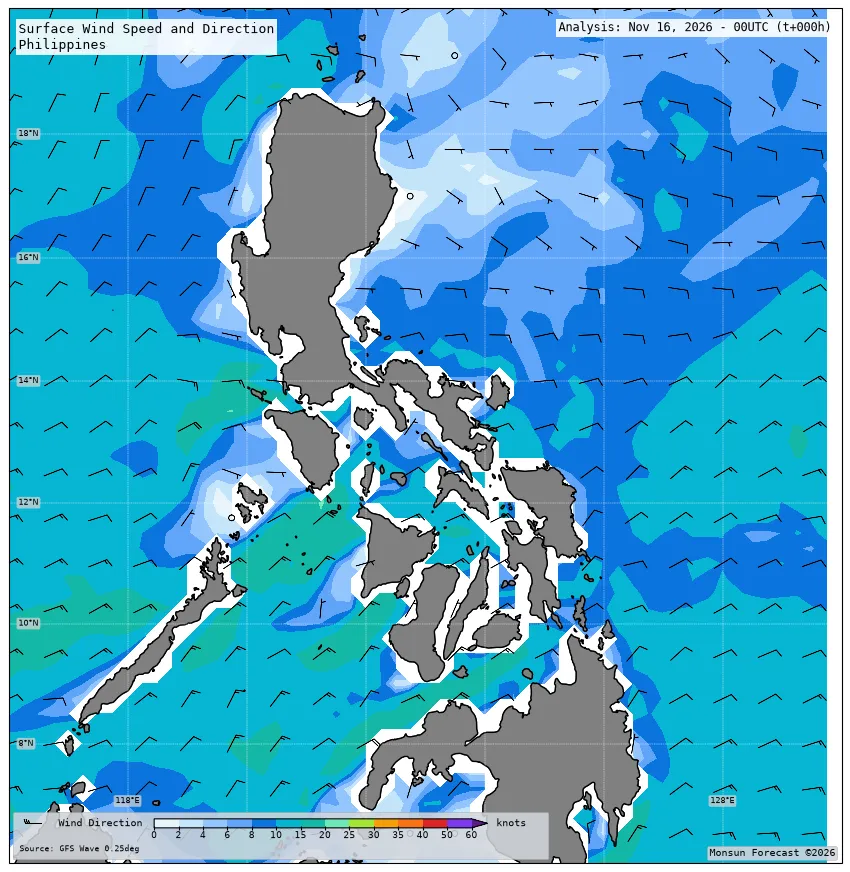 Surface Wind Speed and Direction
Philippines
Analysis: Nov 16, 2026 - 00UTC (t+000h)
18°N
16°N
14°N
12°N
10°N
8°N
118°E
128°E
Wind Direction
0 2 4 6 8 10 15 20 25 30 35 40 50 60
knots
Source: GFS Wave 0.25deg
Monsun Forecast ©2026